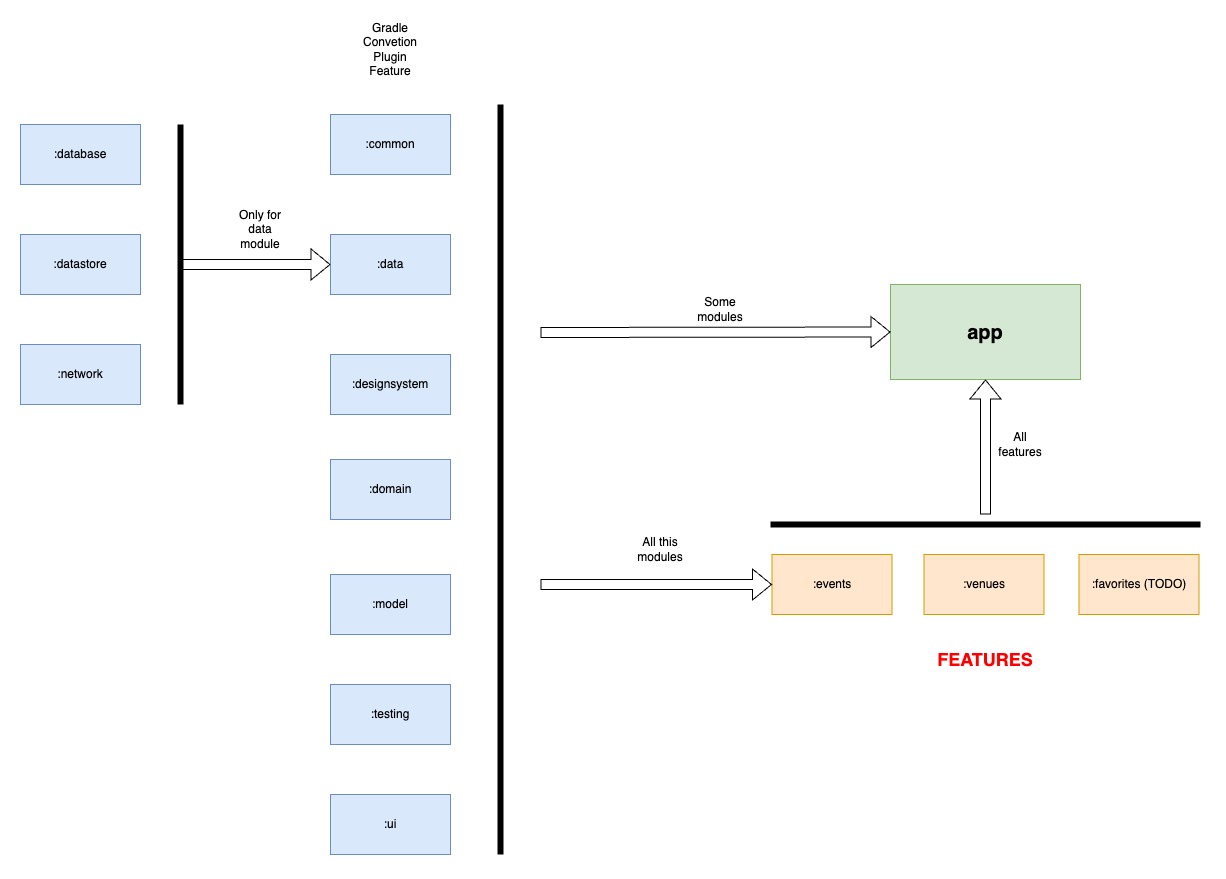 Gradle
Convetion
Plugin
Feature
:database
:datastore
:network
Only for
data
module
:common
:data
:designsystem
:domain
:model
:testing
:ui
Some
modules
app
All
features
All this
modules
:events
:venues
:favorites (TODO)
FEATURES